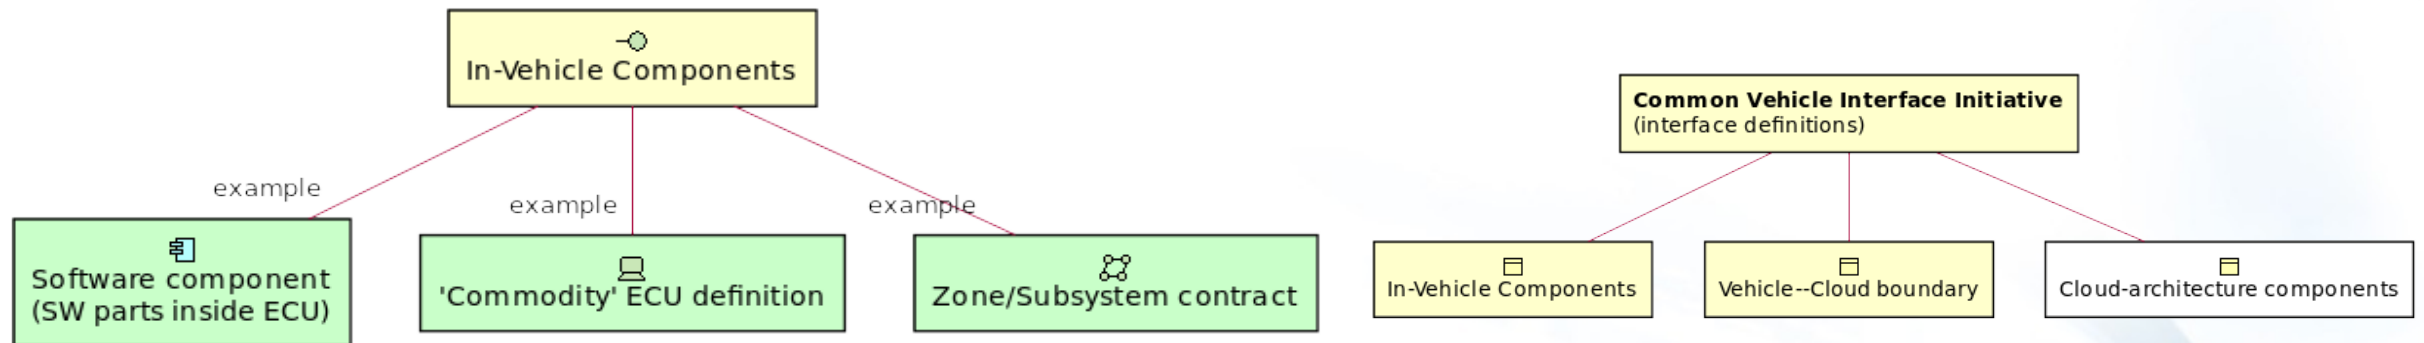 In-Vehicle Components
example
example
example
Software component
(SW parts inside ECU)
'Commodity' ECU definition
Zone/Subsystem contract
Common Vehicle Interface Initiative
(interface definitions)
In-Vehicle Components
Vehicle--Cloud boundary
Cloud-architecture components